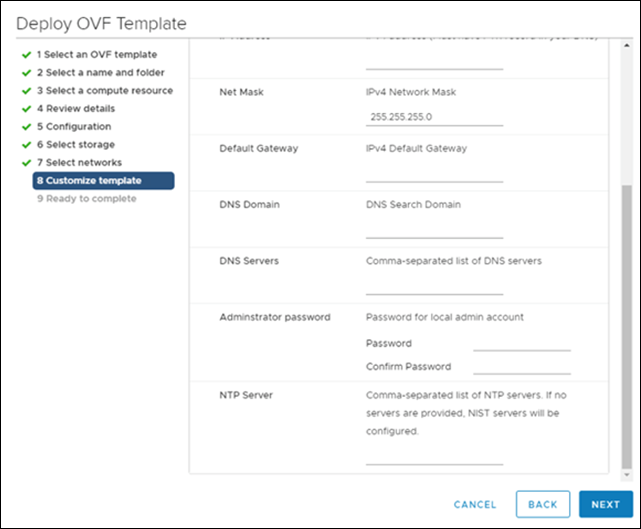 Deploy OVF Template
1 Select an OVF template
2 Select a name and folder
3 Select a compute resource
4 Review details
5 Configuration
6 Select storage
7 Select networks
8 Customize template
9 Ready to complete
Net Mask
IPv4 Network Mask
255.255.255.0
Default Gateway
IPv4 Default Gateway
DNS Domain
DNS Search Domain
DNS Servers
Comma-separated list of DNS servers
Adminstrator password
Password for local admin account
Password
Confirm Password
NTP Server
Comma-separated list of NTP servers. If no
servers are provided, NIST servers will be
configured.
CANCEL
BACK
NEXT